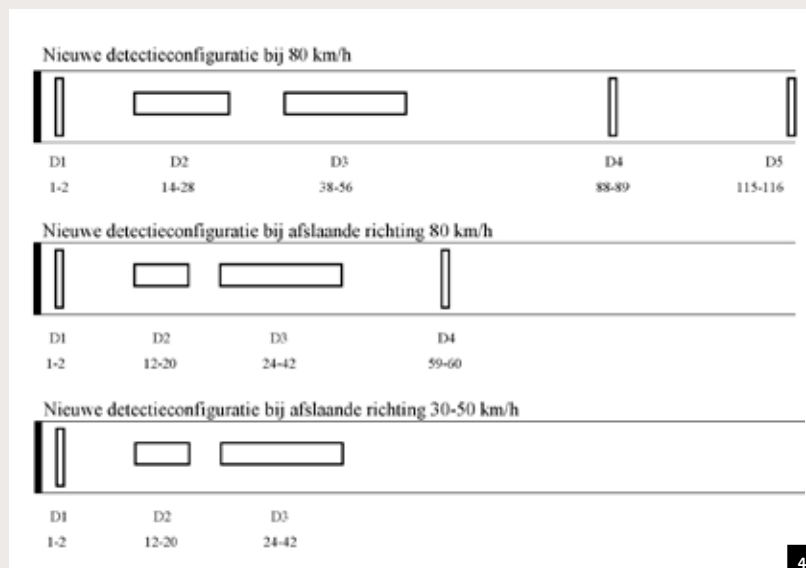 Nieuwe detectieconfiguratie bij 80 km/h
D1 D2 D3 D4 D5
1-2 14-28 38-56 88-89 115-116
Nieuwe detectieconfiguratie bij afslaande richting 80 km/h
D1 D2 D3 D4
1-2 12-20 24-42 59-60
Nieuwe detectieconfiguratie bij afslaande richting 30-50 km/h
D1 D2 D3
1-2 12-20 24-42
4